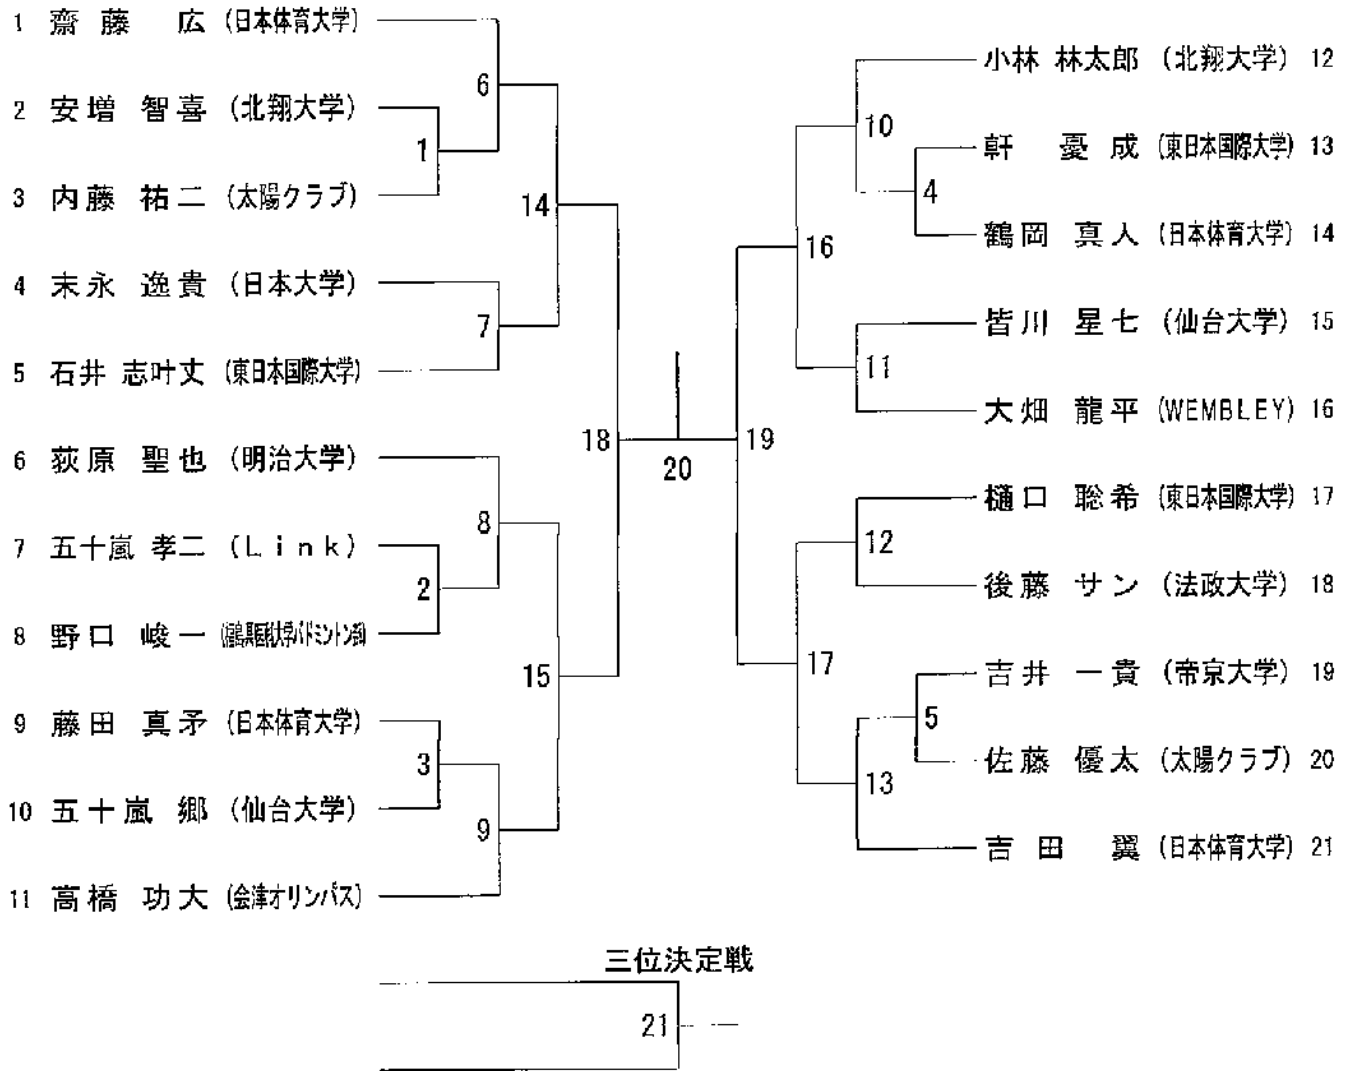 1 齋藤 広 (日本体育大学)
2 安増 智喜 (北翔大学)
3 内藤 祐二 (太陽クラブ)
4 末永 逸貴 (日本大学)
5 石井 志叶丈 (東日本国際大学)
6 荻原 聖也 (明治大学)
7 五十嵐 孝二 (Link)
8 野口 峻一
9 藤田 真矛 (日本体育大学)
10 五十嵐 郷 (仙台大学)
11 高橋 功大 (会津オリンパス)
6
1
14
7
18
8
2
15
3
9
20
小林 林太郎 (北翔大学) 12
軒 憂成 (東日本国際大学) 13
鶴岡 真人 (日本体育大学) 14
皆川 星七 (仙台大学) 15
大畑 龍平 (WEMBLEY) 16
樋口 聡希 (東日本国際大学) 17
後藤 サン (法政大学) 18
吉井 一貴 (帝京大学) 19
佐藤 優太 (太陽クラブ) 20
吉田 翼 (日本体育大学) 21
10
4
16
11
19
12
17
5
13
三位決定戦
21